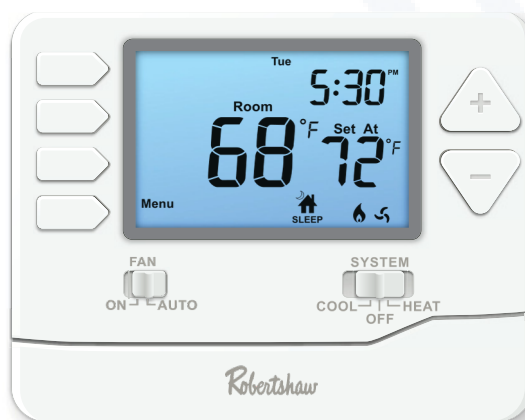 Tue
5:30 PM
Room
68 °F
Set At
72 °F
Menu
SLEEP
FAN
ON AUTO
SYSTEM
COOL HEAT
OFF
Robertshaw